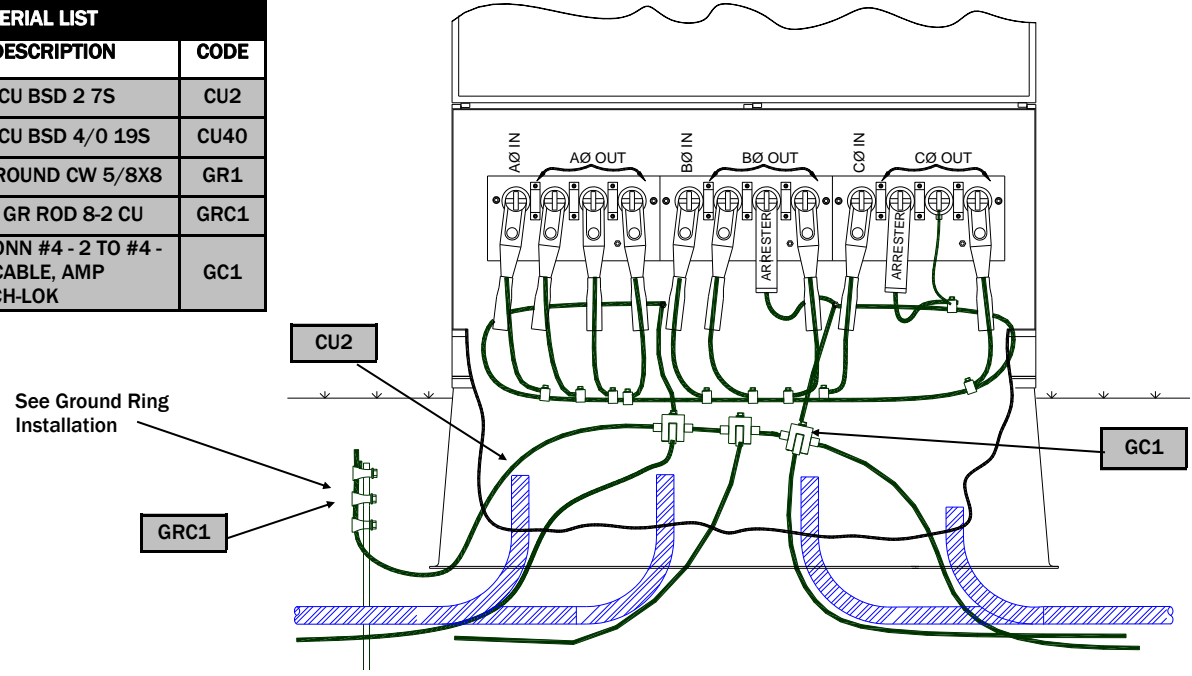 ERIAL LIST
DESCRIPTION CODE
CU BSD 2 7S CU2
CU BSD 4/0 19S CU40
ROUND CW 5/8X8 GR1
GR ROD 8-2 CU GRC1
ONN #4 - 2 TO #4 -
CABLE, AMP GC1
CH-LOK
AØ IN
AØ OUT
BØ IN
BØ OUT
CØ IN
CØ OUT
ARRESTER
ARRESTER
CU2
See Ground Ring
Installation
GRC1
GC1